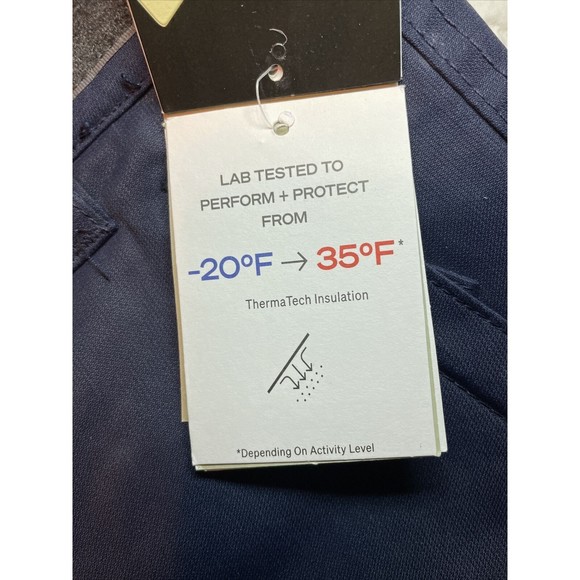 LAB TESTED TO
PERFORM + PROTECT
FROM
-20ºF → 35ºF*
ThermaTech Insulation
*Depending On Activity Level